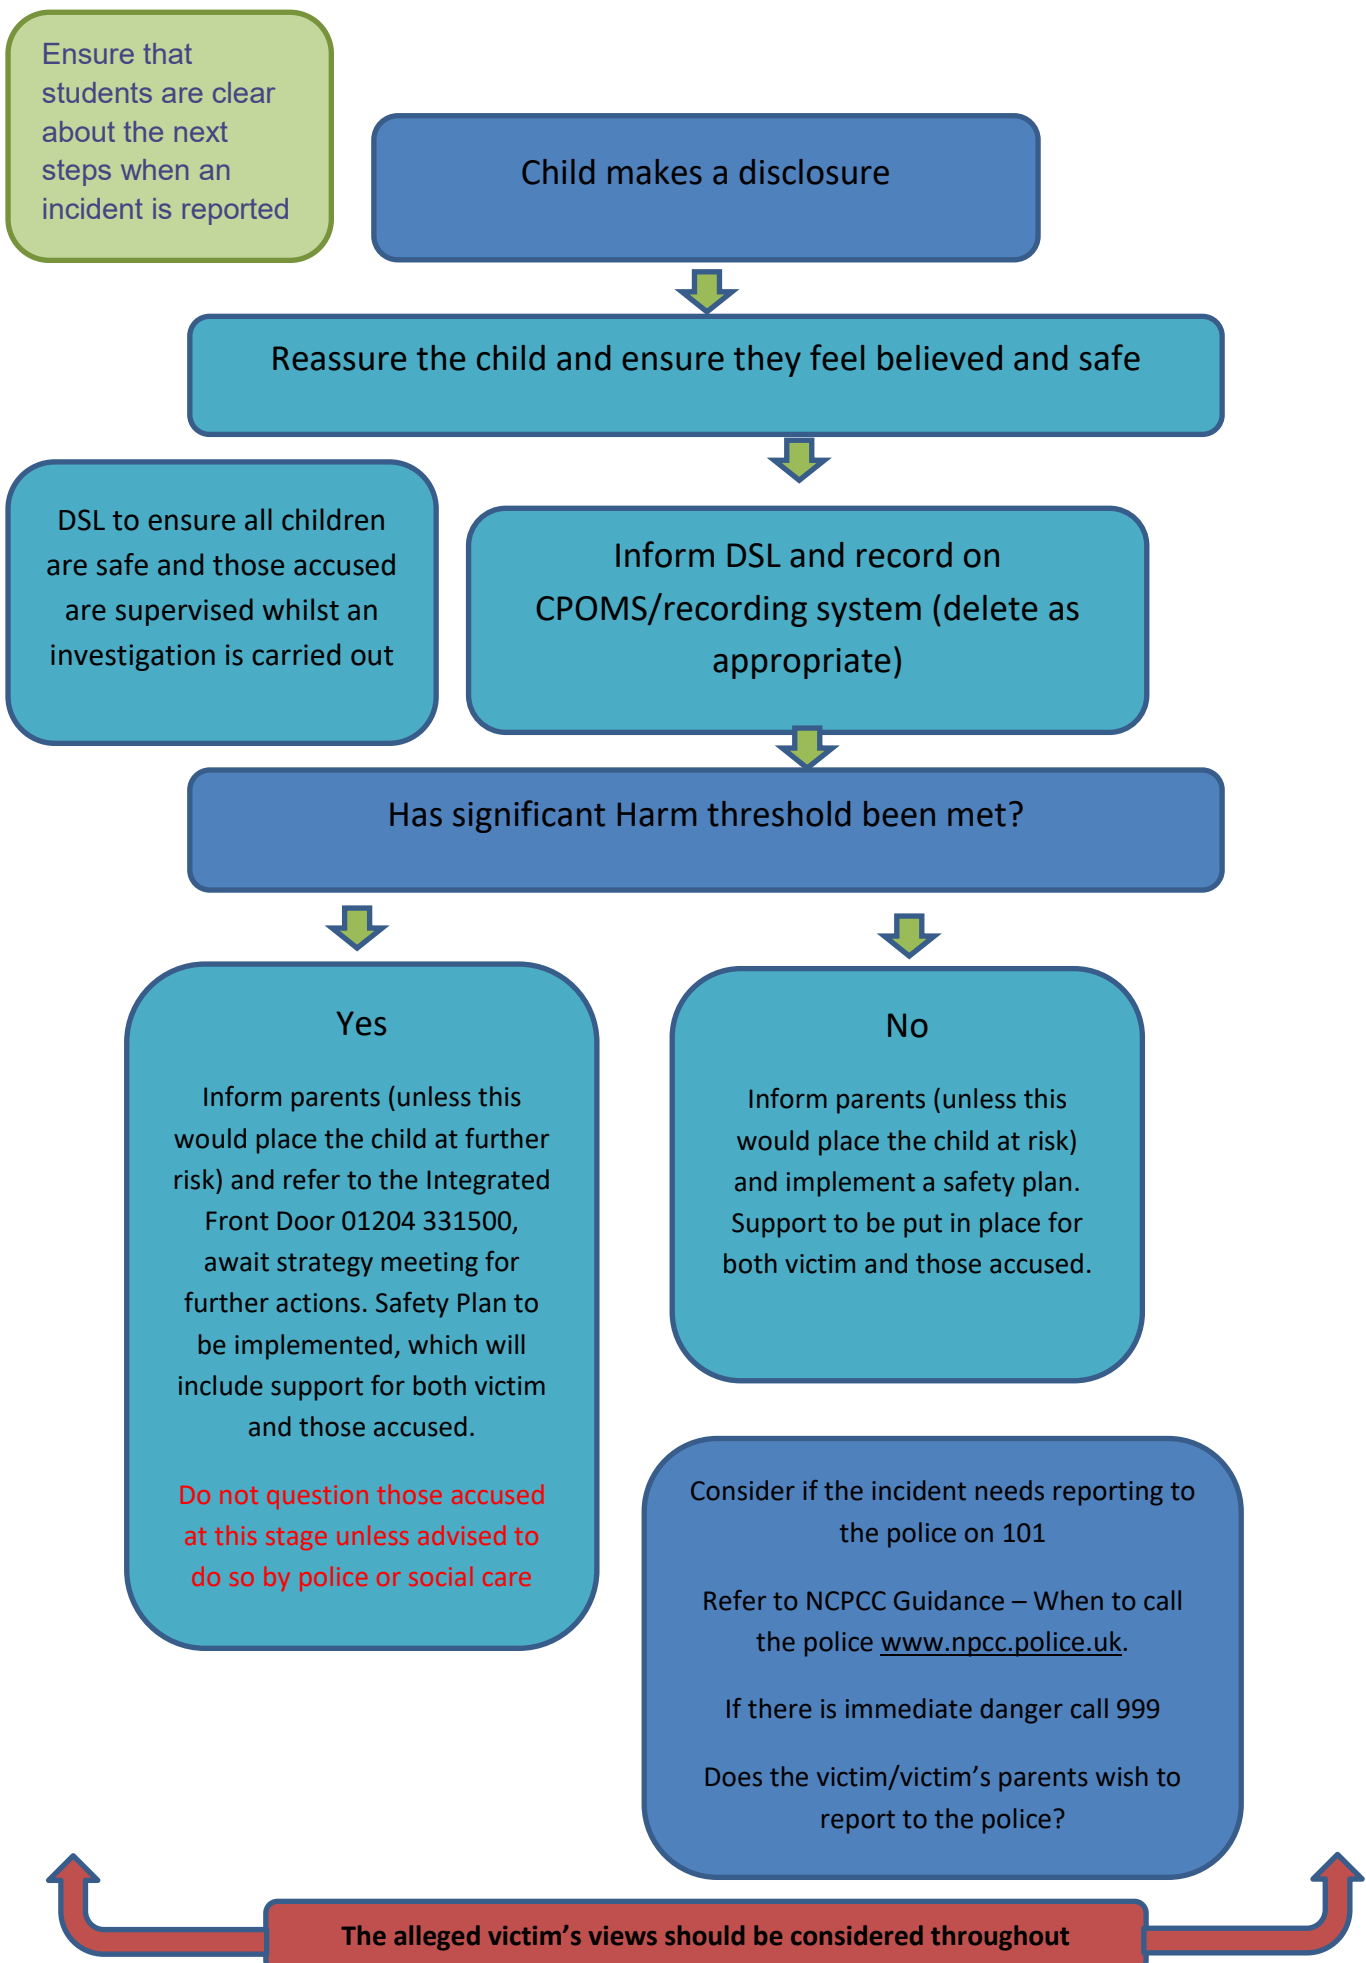 Ensure that
students are clear
about the next
steps when an
incident is reported
Child makes a disclosure
Reassure the child and ensure they feel believed and safe
DSL to ensure all children
are safe and those accused
are supervised whilst an
investigation is carried out
Inform DSL and record on
CPOMS/recording system (delete as
appropriate)
Has significant Harm threshold been met?
Yes
Inform parents (unless this
would place the child at further
risk) and refer to the Integrated
Front Door 01204 331500,
await strategy meeting for
further actions. Safety Plan to
be implemented, which will
include support for both victim
and those accused.
Do not question those accused
at this stage unless advised to
do so by police or social care
No
Inform parents (unless this
would place the child at risk)
and implement a safety plan.
Support to be put in place for
both victim and those accused.
Consider if the incident needs reporting to
the police on 101
Refer to NCPCC Guidance – When to call
the police www.npcc.police.uk.
If there is immediate danger call 999
Does the victim/victim’s parents wish to
report to the police?
The alleged victim’s views should be considered throughout